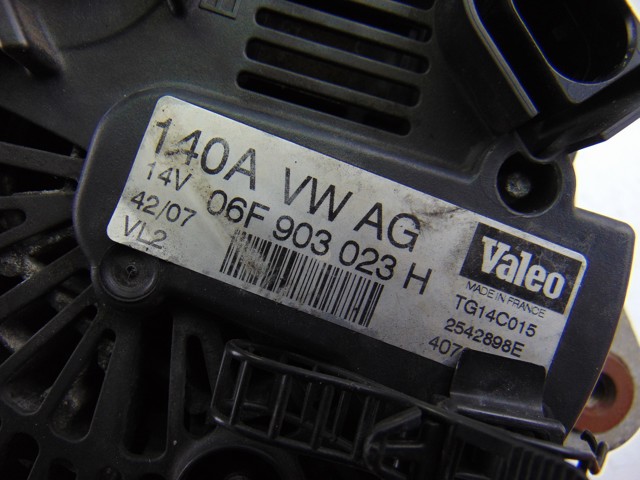 140A VW AG
14V 06F 903 023 H
42/07
VL2
Valeo
MADE IN FRANCE
TG14C015
2542898E
407